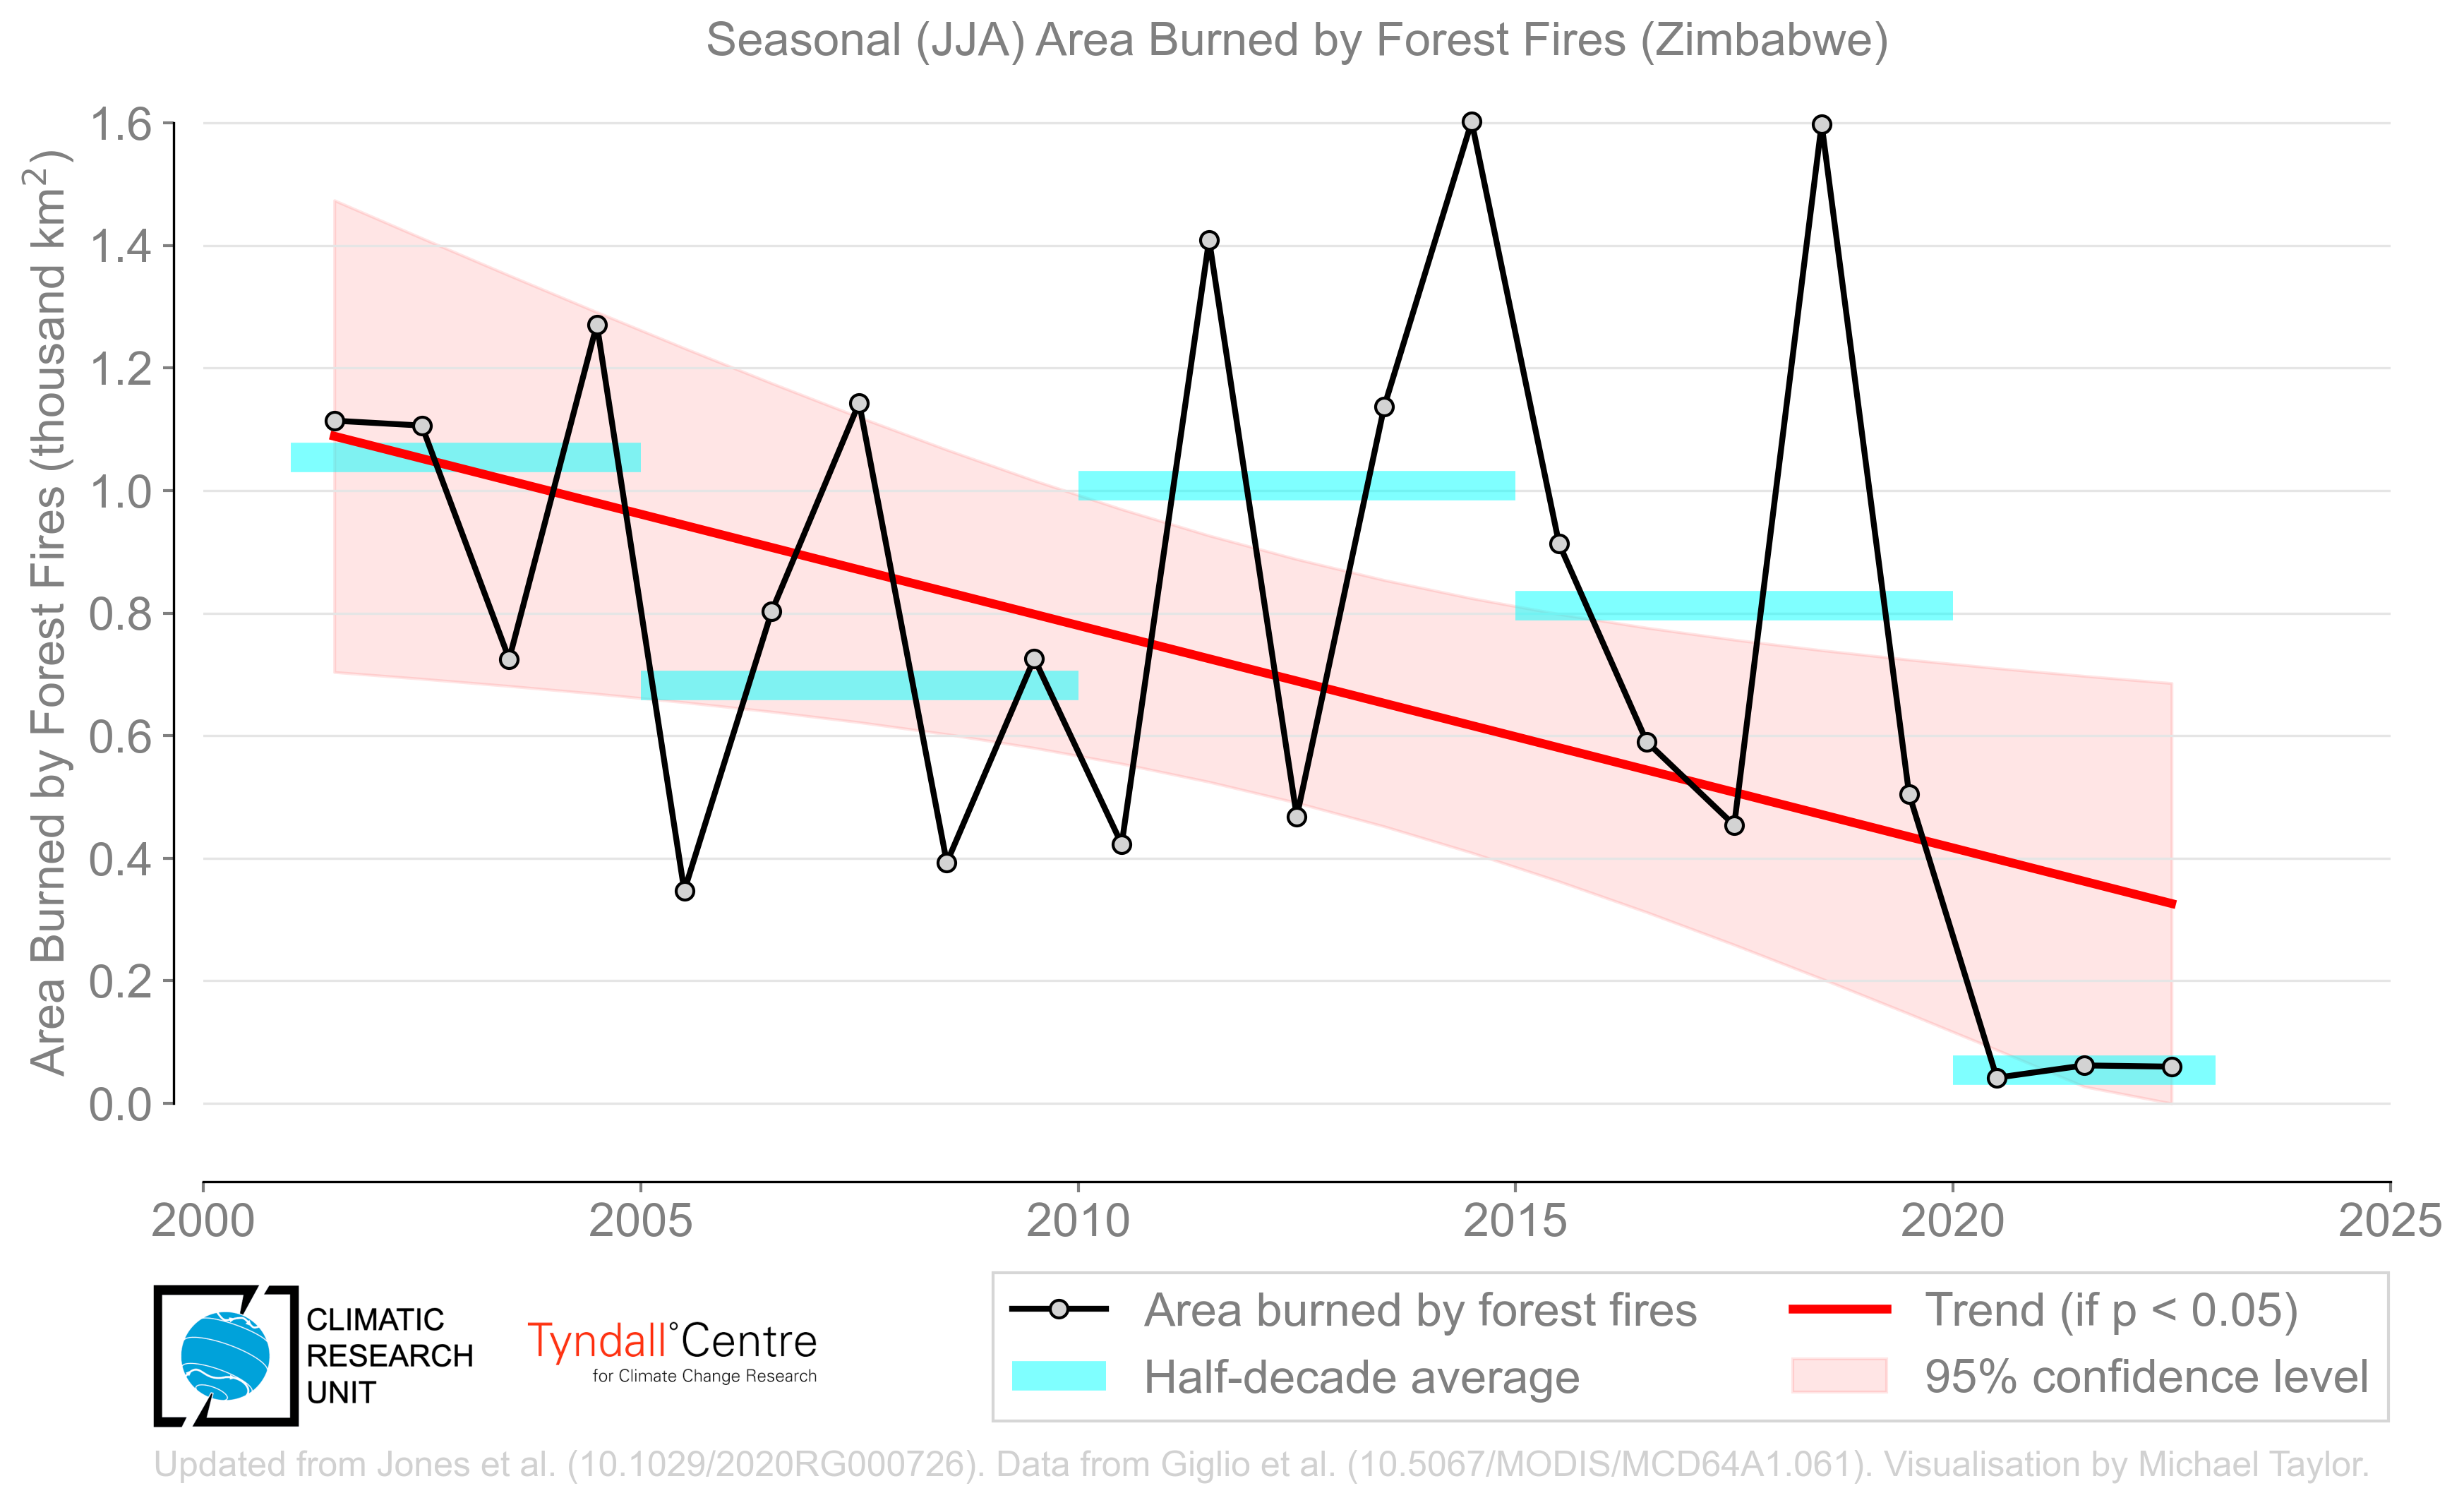 Seasonal (JJA) Area Burned by Forest Fires (Zimbabwe)
Area Burned by Forest Fires (thousand km²)
1.6
1.4
1.2
1.0
0.8
0.6
0.4
0.2
0.0
2000 2005 2010 2015 2020 2025
CLIMATIC
RESEARCH
UNIT
Tyndall°Centre
for Climate Change Research
Area burned by forest fires
Half-decade average
Trend (if p < 0.05)
95% confidence level
Updated from Jones et al. (10.1029/2020RG000726). Data from Giglio et al. (10.5067/MODIS/MCD64A1.061). Visualisation by Michael Taylor.